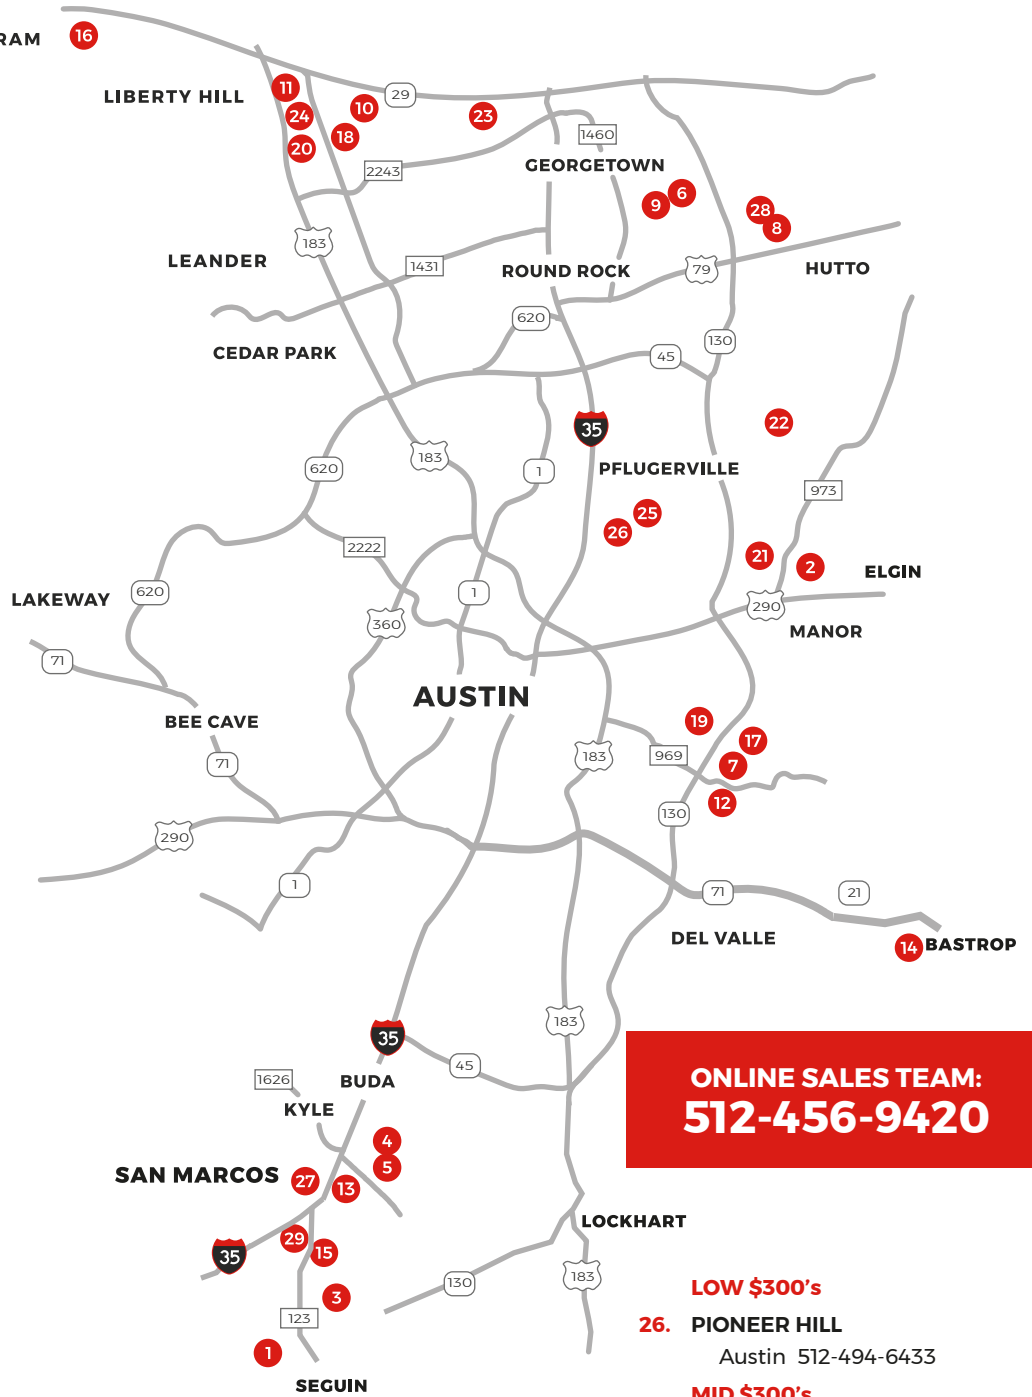 RAM
16
LIBERTY HILL
11
24
20
10
18
29
23
1460
2243
GEORGETOWN
9
6
28
8
183
LEANDER
1431
ROUND ROCK
79
HUTTO
620
CEDAR PARK
45
130
35
22
183
620
1
PFLUGERVILLE
973
25
26
2222
21
2
ELGIN
620
LAKEWAY
1
290
360
MANOR
71
AUSTIN
BEE CAVE
19
17
969
7
183
71
12
130
290
1
71
21
DEL VALLE
14
BASTROP
183
35
45
1626
BUDA
KYLE
ONLINE SALES TEAM:
512-456-9420
4
5
SAN MARCOS
27
13
LOCKHART
29
15
35
130
183
3
123
1
SEGUIN
LOW $300's
26. PIONEER HILL
Austin 512-494-6433
MID $300's